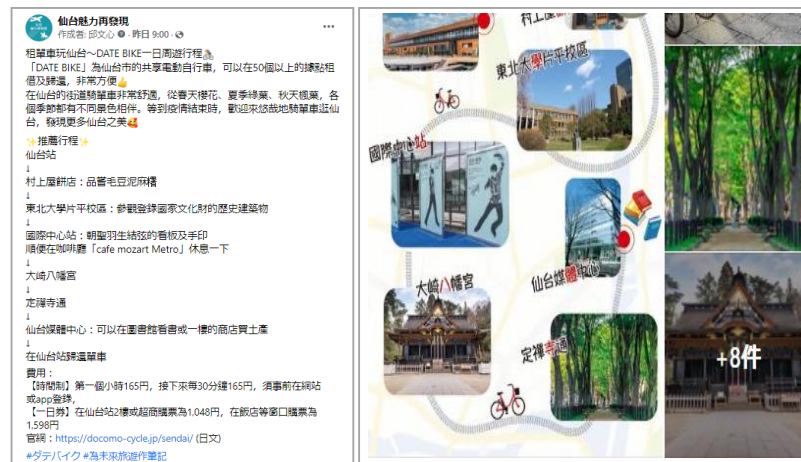 仙台魅力再發現
作成者: 邱文心 · 昨日 9:00 ·
租單車玩仙台～DATE BIKE一日周遊行程🚲
「DATE BIKE」為仙台市的共享電動自行車，可以在50個以上的據點租
借及歸還，非常方便👍
在仙台的街道騎單車非常舒適，從春天櫻花、夏季綠葉、秋天楓葉，各
個季節都有不同景色相伴。等到疫情結束時，歡迎來悠哉地騎單車逛仙
台，發現更多仙台之美🥰
✨推薦行程✨
仙台站
↓
村上屋餅店：品嘗毛豆泥麻糬
↓
東北大學片平校區：參觀登錄國家文化財的歷史建築物
↓
國際中心站：朝聖羽生結弦的看板及手印
順便在咖啡廳「cafe mozart Metro」休息一下
↓
大崎八幡宮
↓
定禪寺通
↓
仙台媒體中心：可以在圖書館看書或一樓的商店買土產
↓
在仙台站歸還單車
費用：
【時間制】第一個小時165円，接下來每30分鐘165円，須事前在網站
或app登錄，
【一日券】在仙台站2樓或超商購票為1,048円，在飯店等窗口購票為
1,598円
官網：https://docomo-cycle.jp/sendai/ (日文)
#ダテバイク #為未來旅遊作筆記
村上屋餅店
東北大學片平校區
國際中心站
大崎八幡宮
仙台媒體中心
定禪寺通
+8件